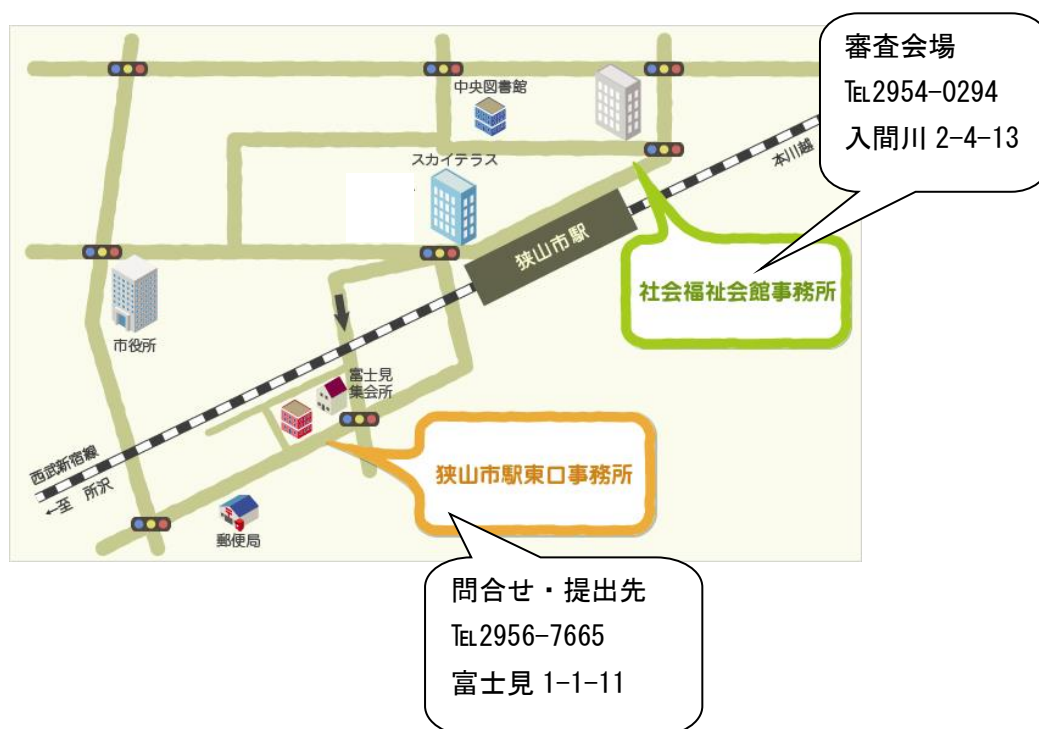 審査会場
℡2954-0294
入間川 2-4-13
中央図書館
スカイテラス
本川越
狭山市駅
社会福祉会館事務所
市役所
富士見
集会所
西武新宿線
←至 所沢
狭山市駅東口事務所
郵便局
問合せ・提出先
℡2956-7665
富士見 1-1-11